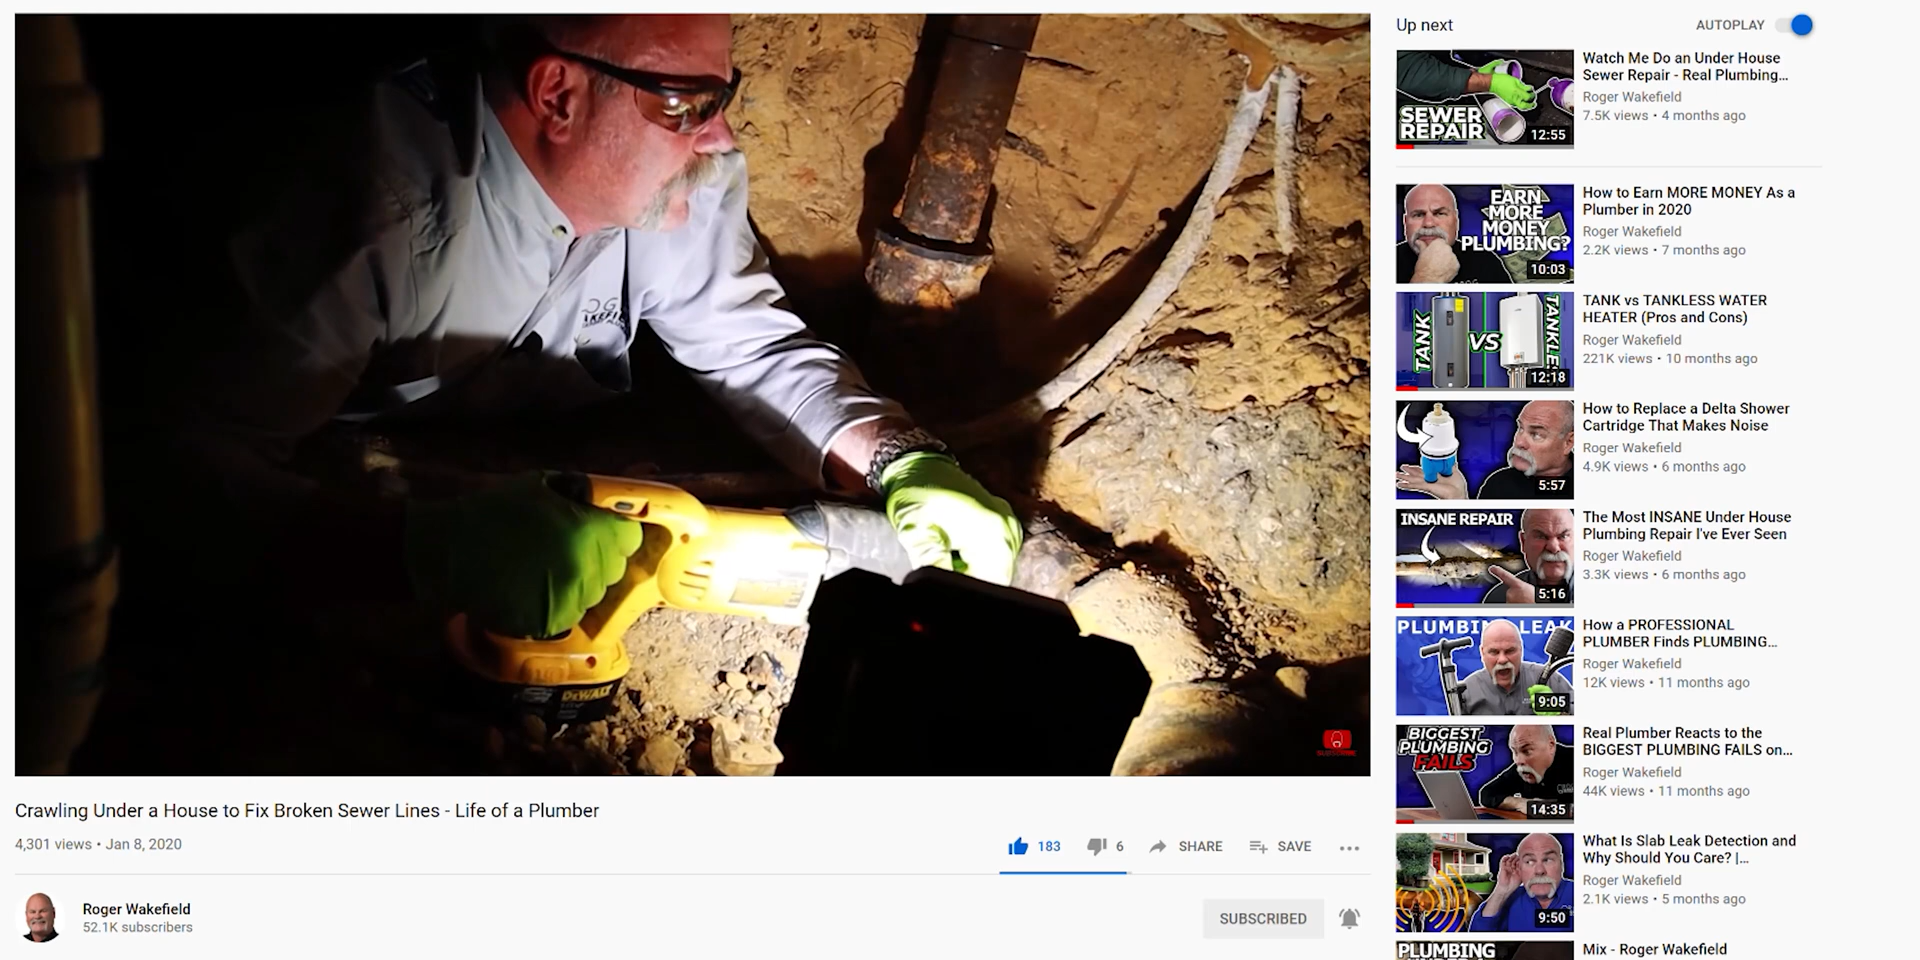 DEWALT
Crawling Under a House to Fix Broken Sewer Lines - Life of a Plumber
4,301 views • Jan 8, 2020
183
6
SHARE
SAVE
Roger Wakefield
52.1K subscribers
SUBSCRIBED
Up next
AUTOPLAY
SEWER
REPAIR
12:55
Watch Me Do an Under House
Sewer Repair - Real Plumbing...
Roger Wakefield
7.5K views • 4 months ago
EARN
MORE
MONEY
PLUMBING?
10:03
How to Earn MORE MONEY As a
Plumber in 2020
Roger Wakefield
2.2K views • 7 months ago
TANK
VS
TANKLE
12:18
TANK vs TANKLESS WATER
HEATER (Pros and Cons)
Roger Wakefield
221K views • 10 months ago
5:57
How to Replace a Delta Shower
Cartridge That Makes Noise
Roger Wakefield
4.9K views • 6 months ago
INSANE REPAIR
5:16
The Most INSANE Under House
Plumbing Repair I've Ever Seen
Roger Wakefield
3.3K views • 6 months ago
PLUMBIN LEAK
9:05
How a PROFESSIONAL
PLUMBER Finds PLUMBING...
Roger Wakefield
12K views • 11 months ago
BIGGEST
PLUMBING
FAILS
14:35
Real Plumber Reacts to the
BIGGEST PLUMBING FAILS on...
Roger Wakefield
44K views • 11 months ago
9:50
What Is Slab Leak Detection and
Why Should You Care? |...
Roger Wakefield
2.1K views • 5 months ago
PLUMBING
Mix - Roger Wakefield